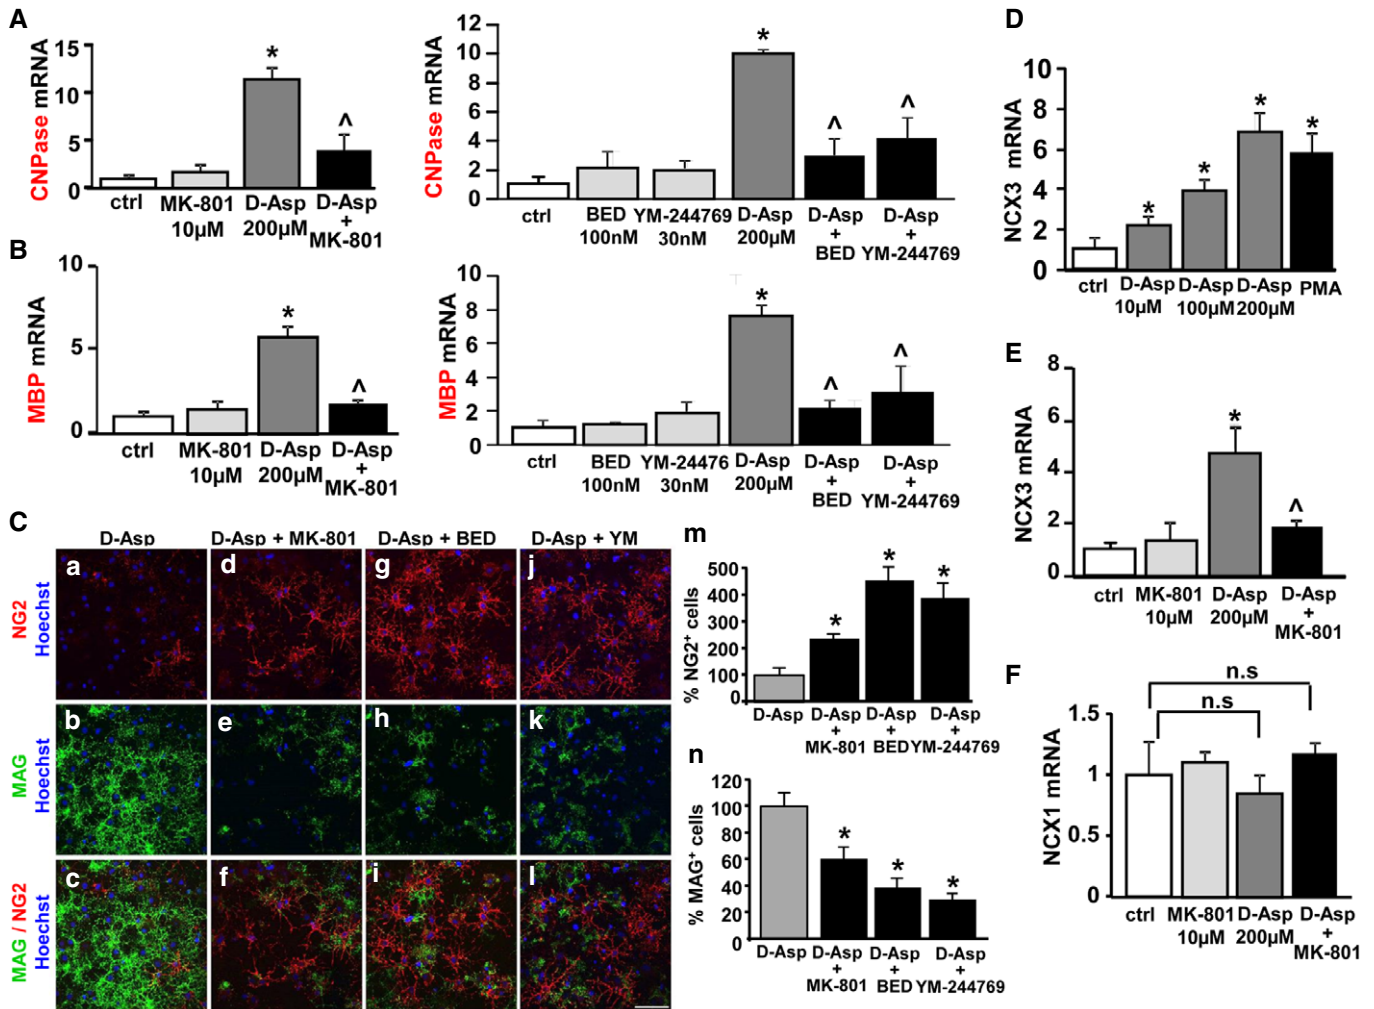 A
CNPase mRNA
15
10
5
0
*
^
ctrl
MK-801
10µM
D-Asp
200µM
D-Asp
+
MK-801
CNPase mRNA
12
10
8
6
4
2
0
*
^
^
ctrl
BED
100nM
YM-244769
30nM
D-Asp
200µM
D-Asp
+
BED
D-Asp
+
YM-244769
B
MBP mRNA
10
5
0
*
^
ctrl
MK-801
10µM
D-Asp
200µM
D-Asp
+
MK-801
MBP mRNA
10
8
6
4
2
0
*
^
^
ctrl
BED
100nM
YM-24476
30nM
D-Asp
200µM
D-Asp
+
BED
D-Asp
+
YM-244769
C
D-Asp
D-Asp + MK-801
D-Asp + BED
D-Asp + YM
NG2
Hoechst
a
d
g
j
MAG
Hoechst
b
e
h
k
MAG / NG2
Hoechst
c
f
i
l
m
% NG2+ cells
500
400
300
200
100
0
*
*
*
D-Asp
D-Asp
+
MK-801
D-Asp
+
BED
D-Asp
+
YM-244769
n
% MAG+ cells
120
100
80
60
40
20
0
*
*
*
D-Asp
D-Asp
+
MK-801
D-Asp
+
BED
D-Asp
+
YM-244769
D
NCX3 mRNA
10
8
6
4
2
0
*
*
*
*
ctrl
D-Asp
10µM
D-Asp
100µM
D-Asp
200µM
PMA
E
NCX3 mRNA
8
6
4
2
0
*
^
ctrl
MK-801
10µM
D-Asp
200µM
D-Asp
+
MK-801
F
NCX1 mRNA
1.5
1
0.5
0
n.s
n.s
ctrl
MK-801
10µM
D-Asp
200µM
D-Asp
+
MK-801